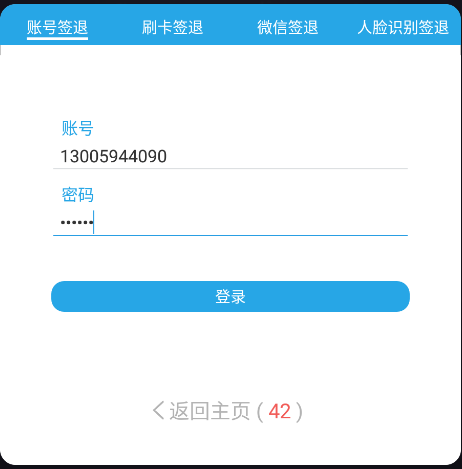 账号签退 刷卡签退 微信签退 人脸识别签退
账号
13005944090
密码
••••••
登录
返回主页 ( 42 )